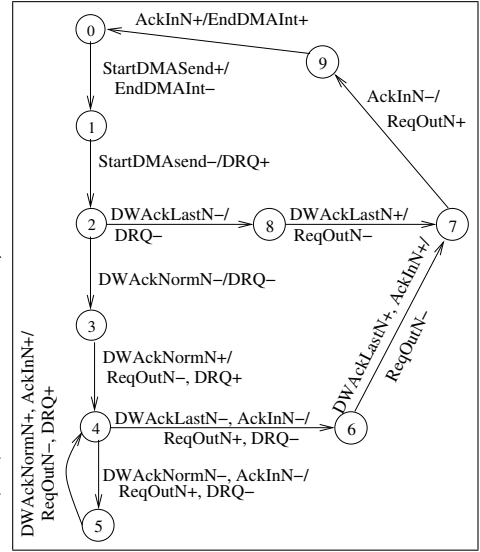 0
AckInN+/EndDMAInt+
9
StartDMASend+/
EndDMAInt−
AckInN−/
ReqOutN+
1
StartDMAsend−/DRQ+
2
DWAckLastN−/
DRQ−
8
DWAckLastN+/
ReqOutN−
7
DWAckNormN−/DRQ−
3
DWAckNormN+/
ReqOutN−, DRQ+
DWAckLastN+, AckInN+/
ReqOutN−
DWAckNormN+, AckInN+/
ReqOutN−, DRQ+
4
DWAckLastN−, AckInN−/
ReqOutN+, DRQ−
6
DWAckNormN−, AckInN−/
ReqOutN+, DRQ−
5